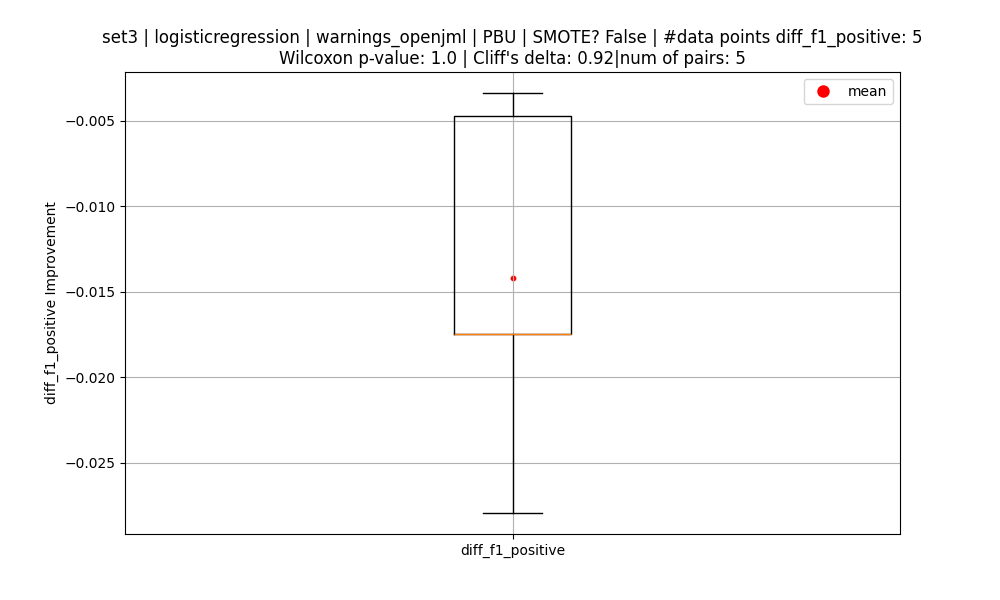 set3 | logisticregression | warnings_openjml | PBU | SMOTE? False | #data points diff_f1_positive: 5
Wilcoxon p-value: 1.0 | Cliff's delta: 0.92|num of pairs: 5
mean
−0.005
−0.010
−0.015
−0.020
−0.025
diff_f1_positive Improvement
diff_f1_positive